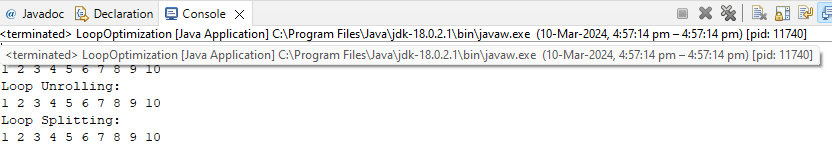 @ Javadoc Declaration Console
<terminated> LoopOptimization [Java Application] C:\Program Files\Java\jdk-18.0.2.1\bin\javaw.exe (10-Mar-2024, 4:57:14 pm – 4:57:14 pm) [pid: 11740]
<terminated> LoopOptimization [Java Application] C:\Program Files\Java\jdk-18.0.2.1\bin\javaw.exe (10-Mar-2024, 4:57:14 pm – 4:57:14 pm) [pid: 11740]
1 2 3 4 5 6 7 8 9 10
Loop Unrolling:
1 2 3 4 5 6 7 8 9 10
Loop Splitting:
1 2 3 4 5 6 7 8 9 10